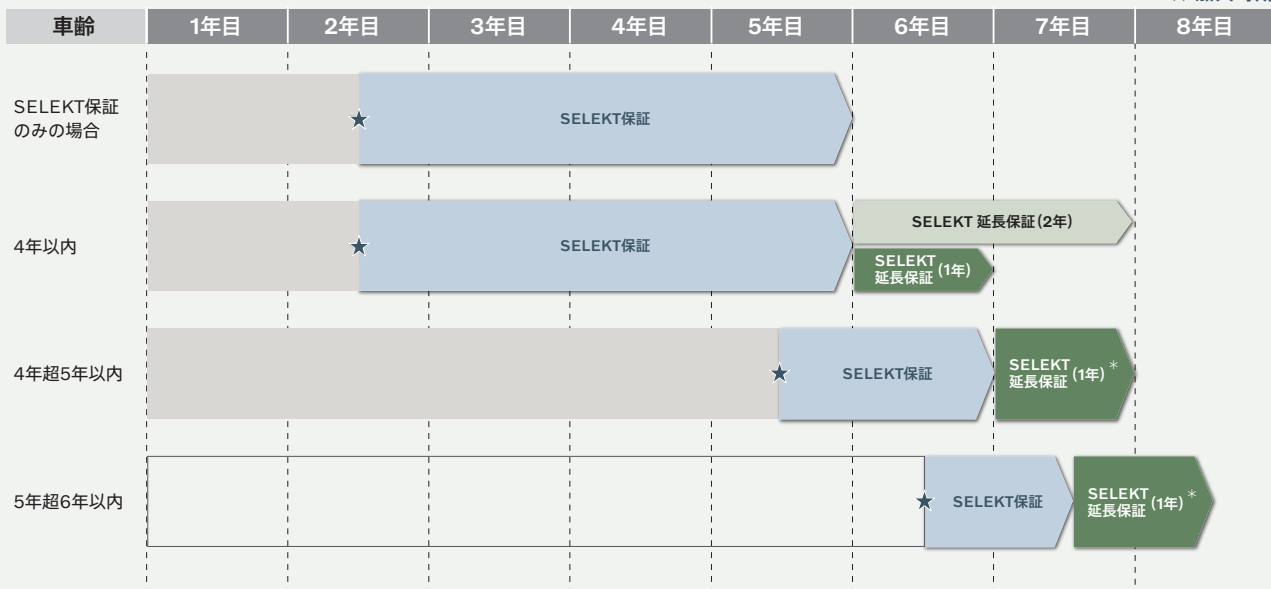 車齢
1年目
2年目
3年目
4年目
5年目
6年目
7年目
8年目
SELEKT保証
のみの場合
SELEKT保証
4年以内
SELEKT保証
SELEKT 延長保証(2年)
SELEKT
延長保証(1年)
4年超5年以内
SELEKT保証
SELEKT
延長保証(1年)＊
5年超6年以内
SELEKT保証
SELEKT
延長保証(1年)＊